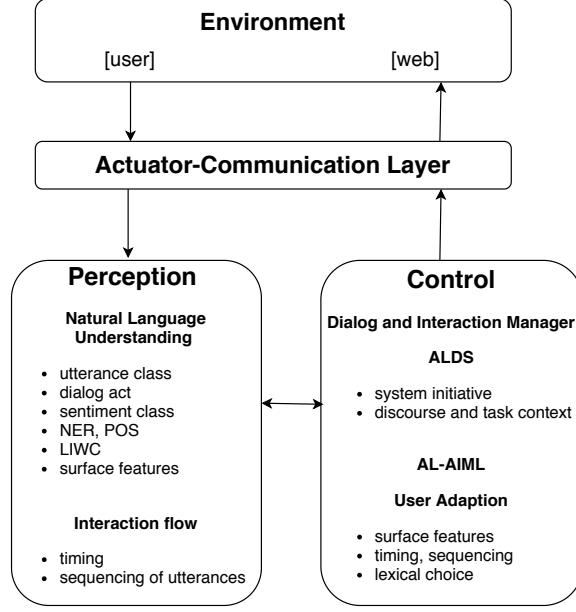 Environment
[user] [web]
Actuator-Communication Layer
Perception
Natural Language
Understanding
• utterance class
• dialog act
• sentiment class
• NER, POS
• LIWC
• surface features
Interaction flow
• timing
• sequencing of utterances
Control
Dialog and Interaction Manager
ALDS
• system initiative
• discourse and task context
AL-AIML
User Adaption
• surface features
• timing, sequencing
• lexical choice